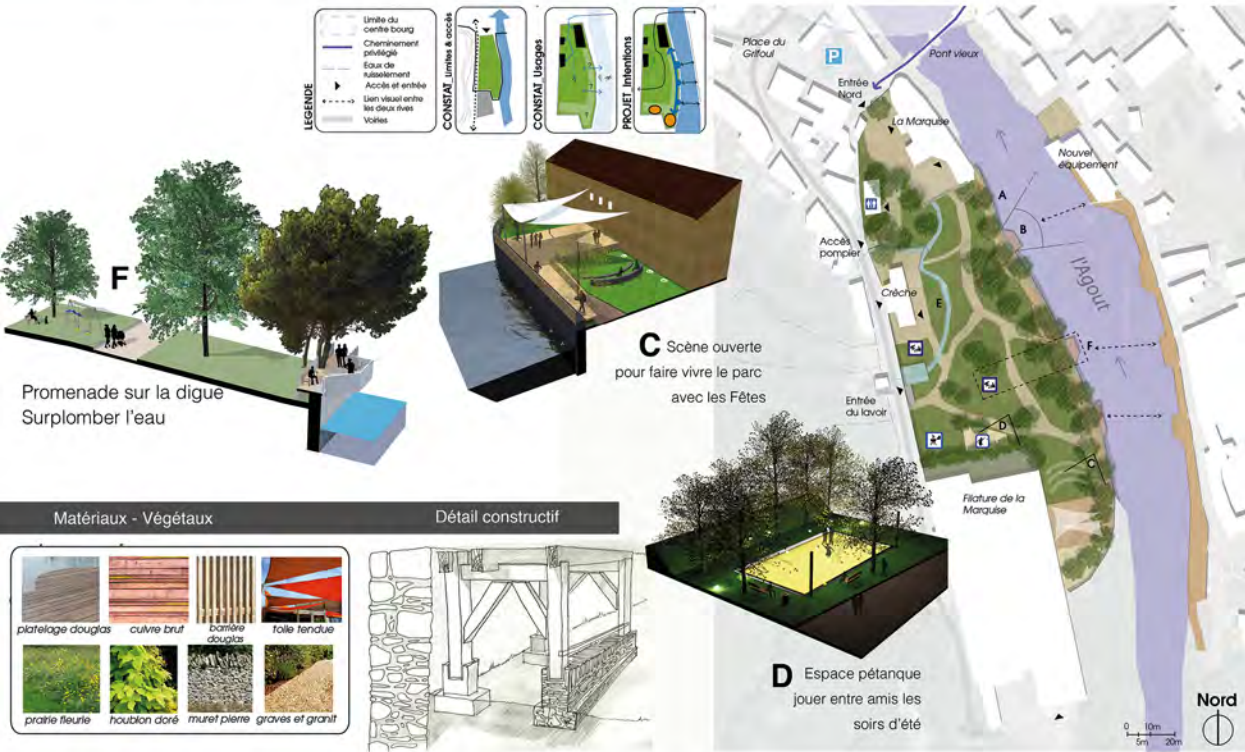 LEGENDE
Limite du
centre bourg
Cheminement
privilégié
Eaux de
ruisselement
Accès et entrée
Lien visuel entre
les deux rives
Voiries
CONSTAT_Limites & accès
CONSTAT_Usages
PROJET_Intentions
F
Promenade sur la digue
Surplomber l'eau
C Scène ouverte
pour faire vivre le parc
avec les Fêtes
Matériaux - Végétaux
Détail constructif
platelage douglas
cuivre brut
barrière
douglas
toile tendue
prairie fleurie
houblon doré
muret pierre
graves et granit
D Espace pétanque
jouer entre amis les
soirs d'été
Place du
Grifoul
P
Pont vieux
Entrée
Nord
La Marquise
Nouvel
équipement
A
B
l'Agout
Accès
pompier
Crèche
E
F
Entrée
du lavoir
D
C
Filature de la
Marquise
Nord
0 10m
5m 20m